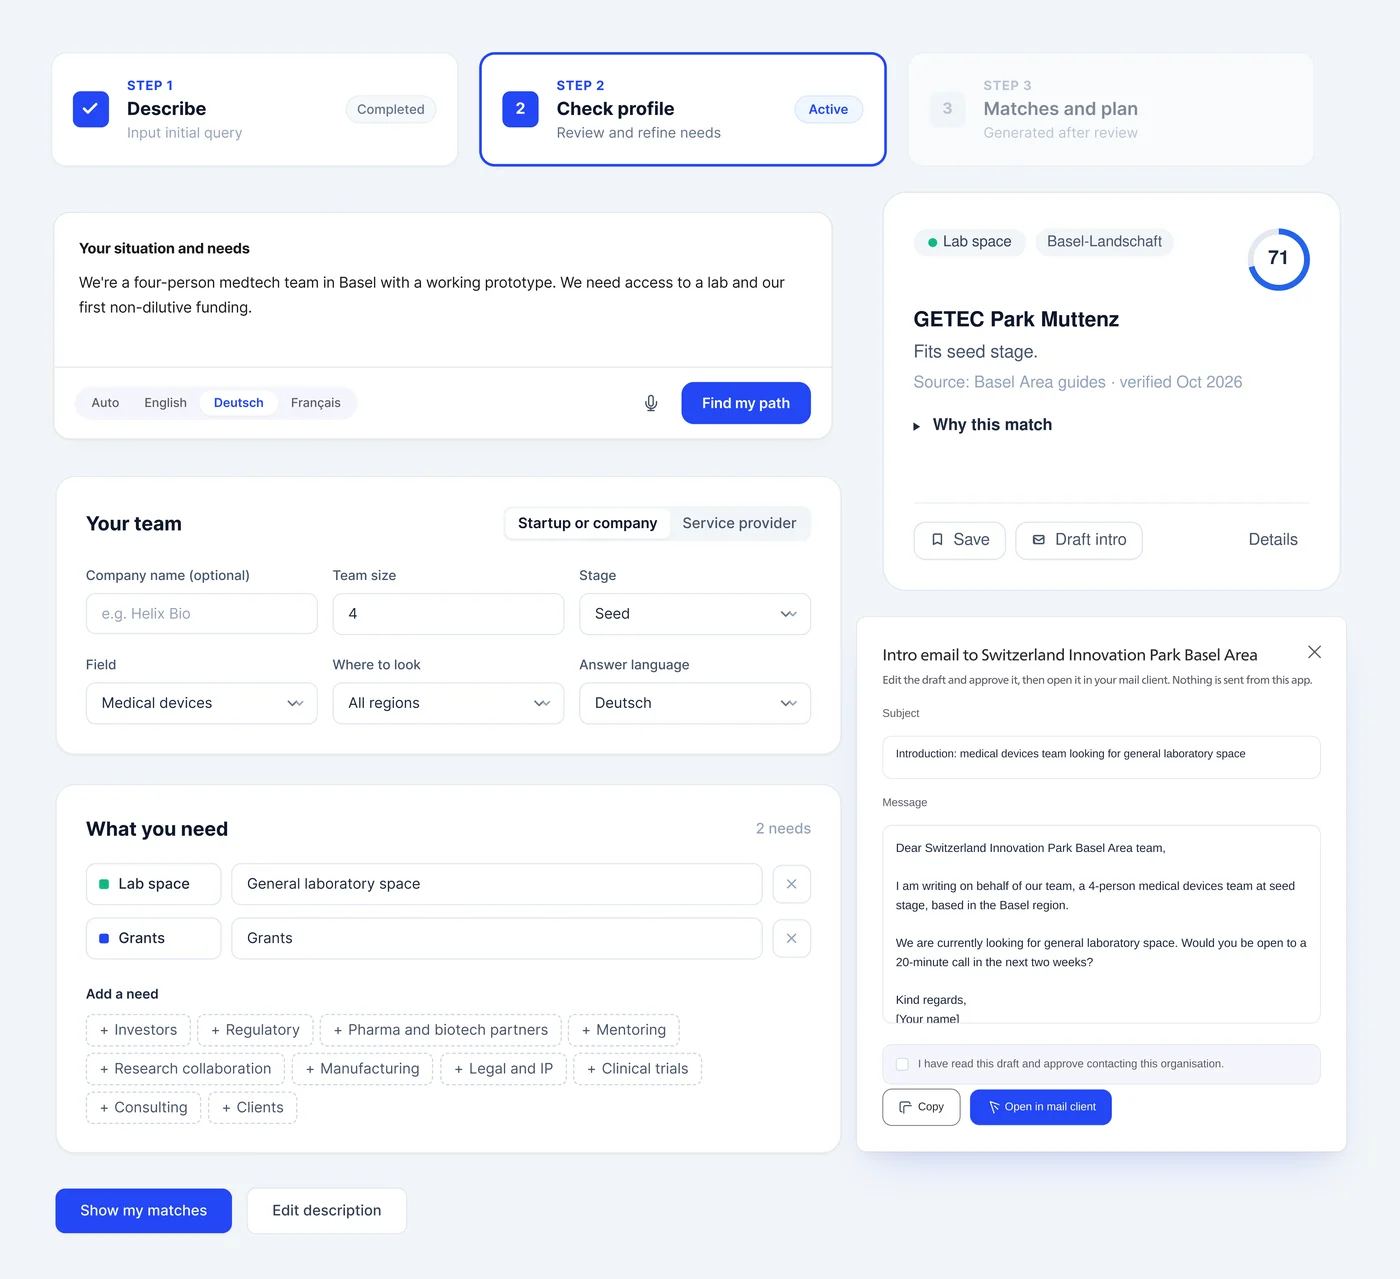 STEP 1
Describe
Input initial query
Completed
2
STEP 2
Check profile
Review and refine needs
Active
3
STEP 3
Matches and plan
Generated after review
Your situation and needs
We're a four-person medtech team in Basel with a working prototype. We need access to a lab and our
first non-dilutive funding.
Auto English Deutsch Français
Find my path
Your team
Startup or company Service provider
Company name (optional) Team size Stage
e.g. Helix Bio 4 Seed
Field Where to look Answer language
Medical devices All regions Deutsch
What you need
2 needs
Lab space General laboratory space
Grants Grants
Add a need
+ Investors + Regulatory + Pharma and biotech partners + Mentoring
+ Research collaboration + Manufacturing + Legal and IP + Clinical trials
+ Consulting + Clients
Show my matches Edit description
Lab space Basel-Landschaft
71
GETEC Park Muttenz
Fits seed stage.
Source: Basel Area guides · verified Oct 2026
Why this match
Save Draft intro Details
Intro email to Switzerland Innovation Park Basel Area
Edit the draft and approve it, then open it in your mail client. Nothing is sent from this app.
Subject
Introduction: medical devices team looking for general laboratory space
Message
Dear Switzerland Innovation Park Basel Area team,
I am writing on behalf of our team, a 4-person medical devices team at seed
stage, based in the Basel region.
We are currently looking for general laboratory space. Would you be open to a
20-minute call in the next two weeks?
Kind regards,
[Your name]
I have read this draft and approve contacting this organisation.
Copy Open in mail client